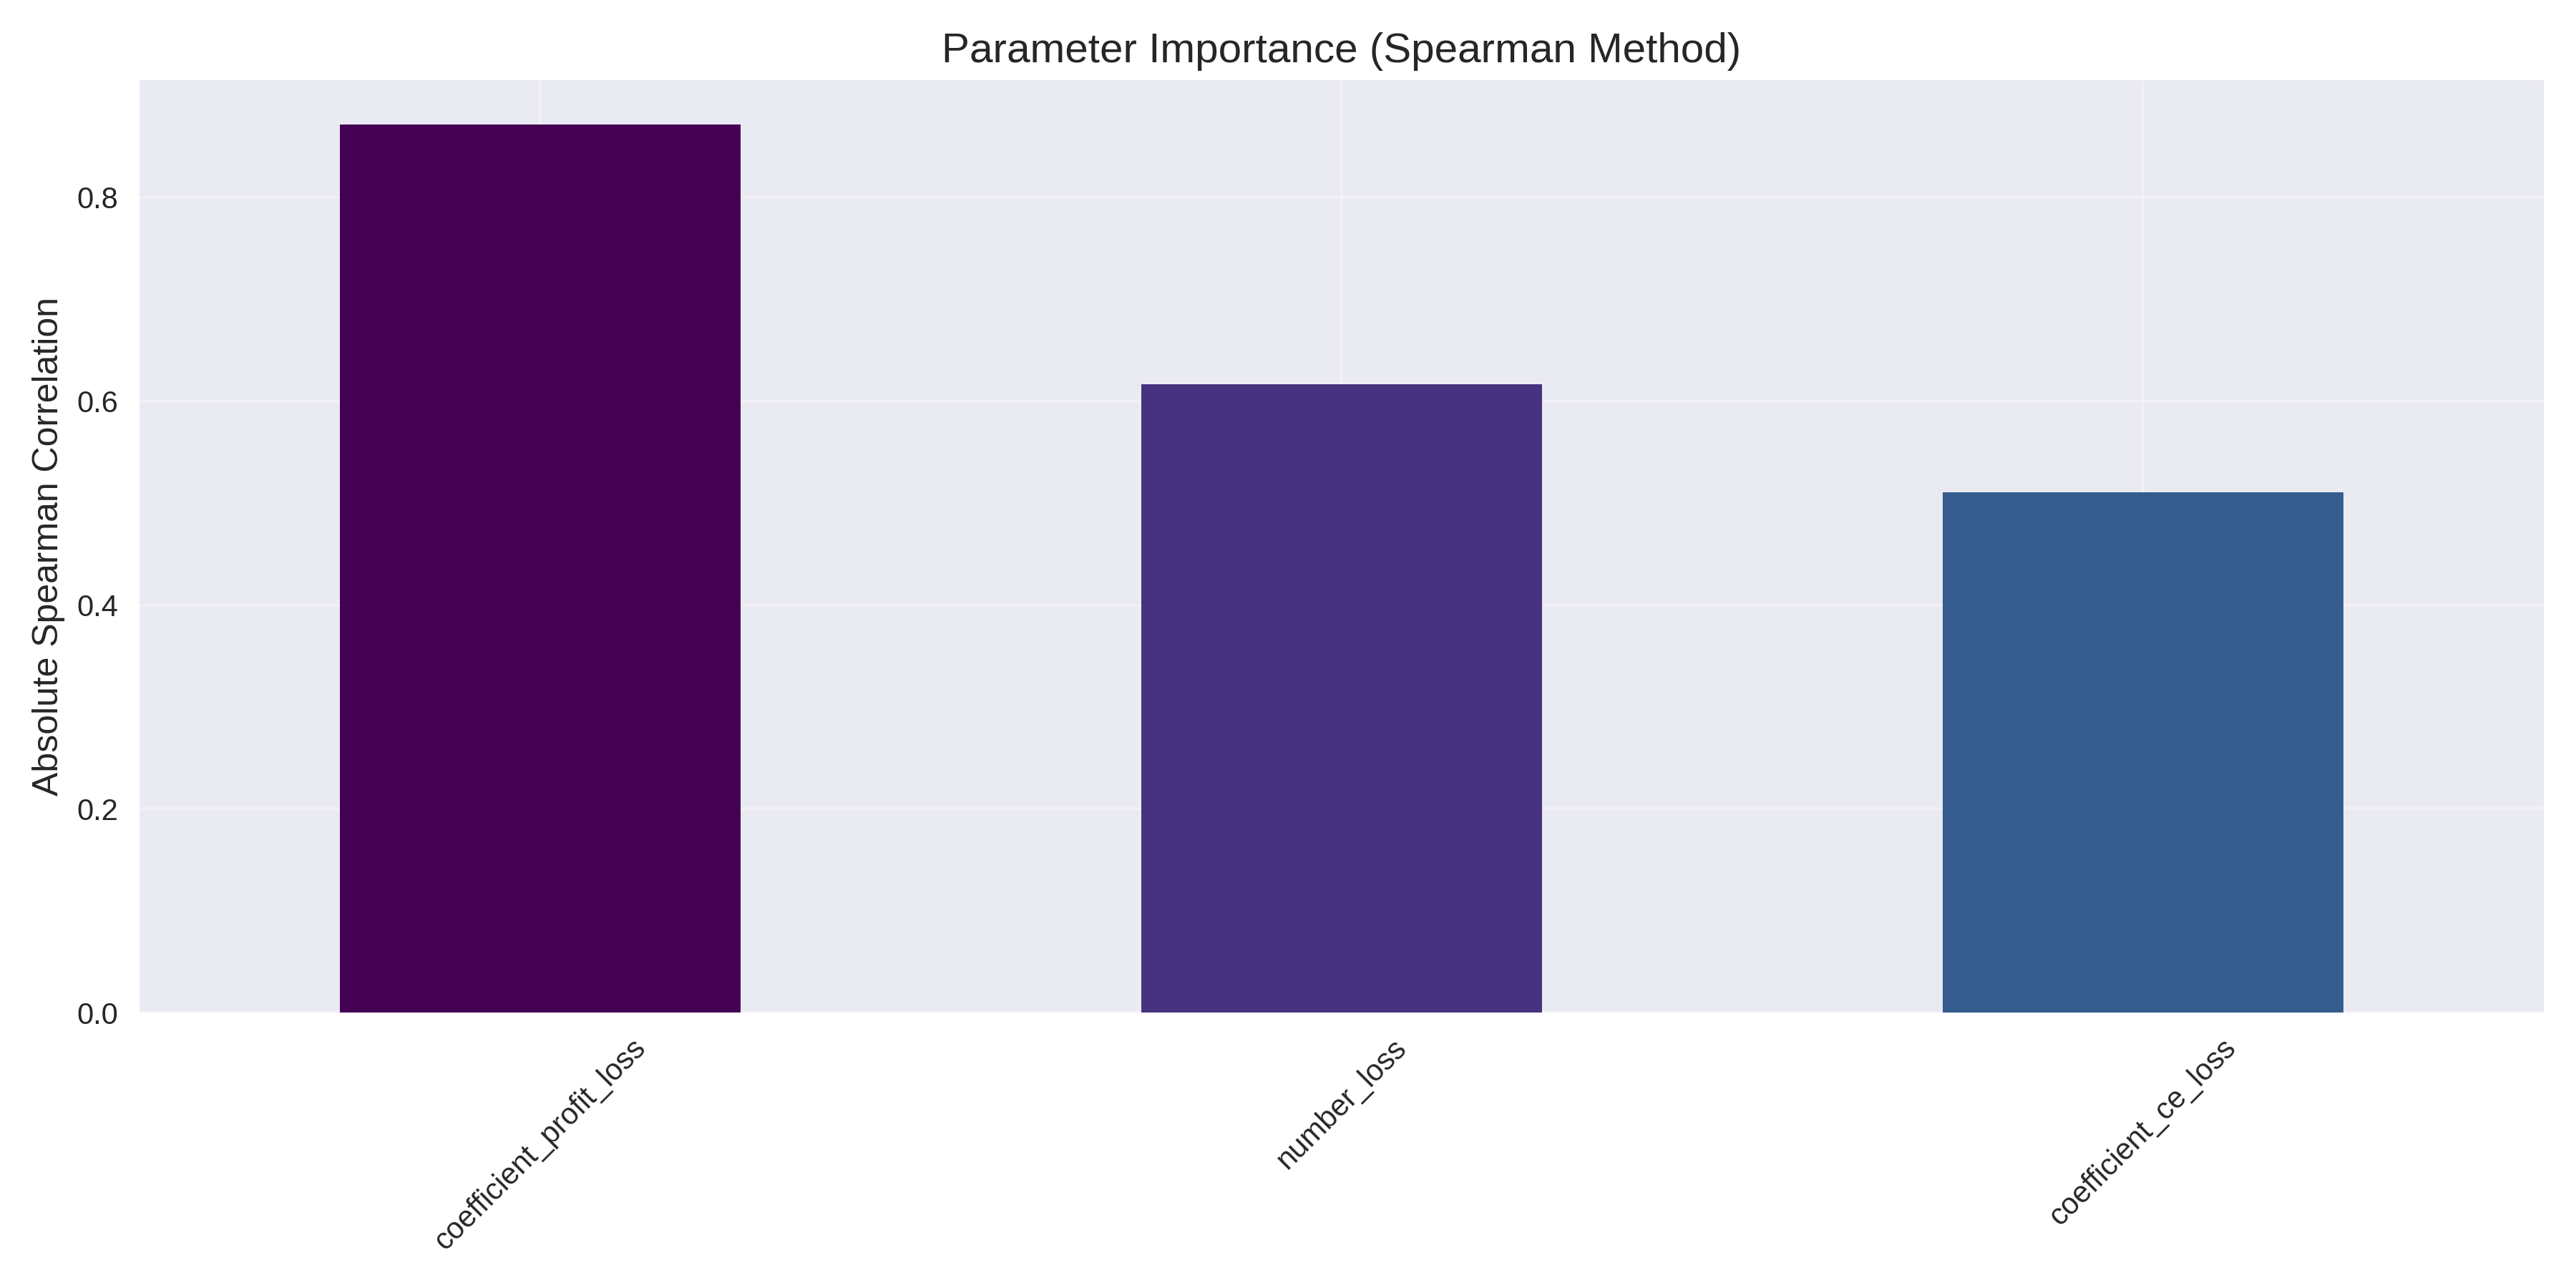 Parameter Importance (Spearman Method)
Absolute Spearman Correlation
0.8
0.6
0.4
0.2
0.0
coefficient_profit_loss
number_loss
coefficient_ce_loss